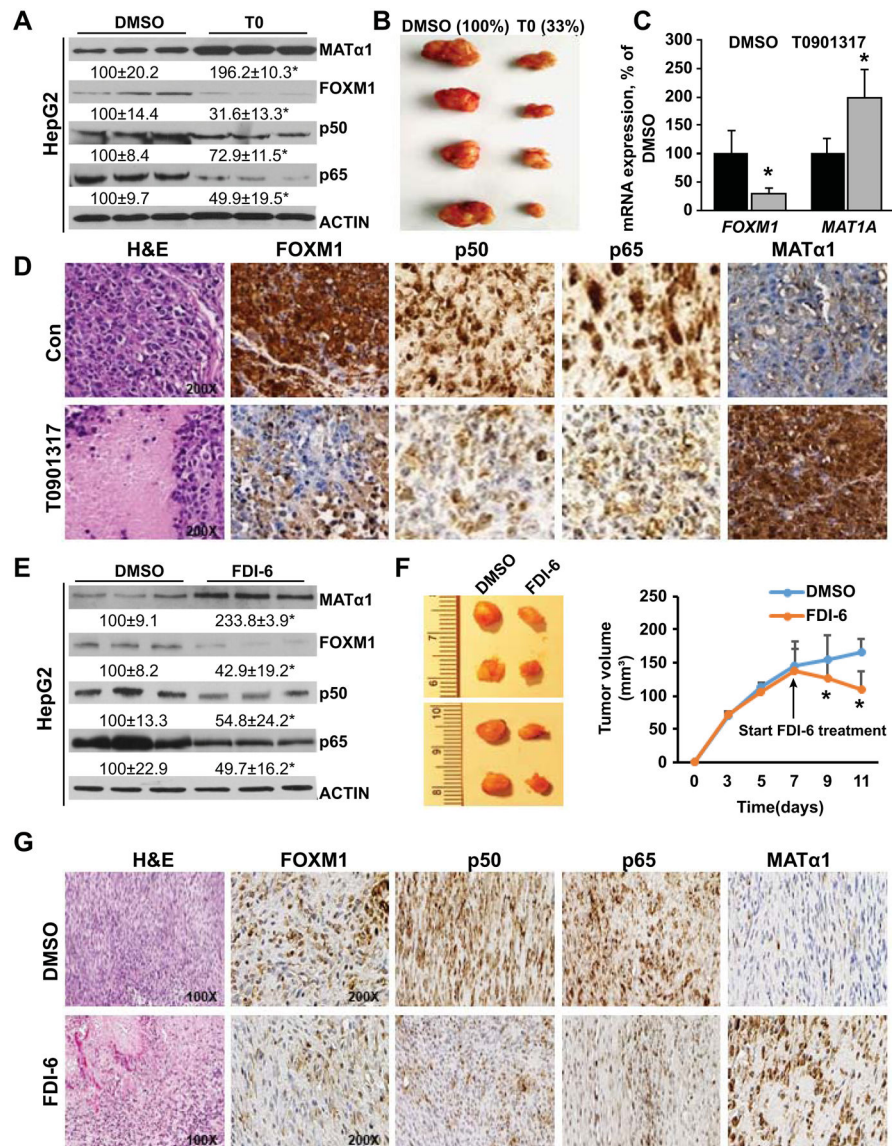 A
DMSO T0
HepG2
MATα1
100±20.2 196.2±10.3*
FOXM1
100±14.4 31.6±13.3*
p50
100±8.4 72.9±11.5*
p65
100±9.7 49.9±19.5*
ACTIN
B
DMSO (100%) T0 (33%)
C
DMSO T0901317
mRNA expression, % of
DMSO
300
250
200
150
100
50
0
*
*
FOXM1 MAT1A
D
H&E FOXM1 p50 p65 MATα1
Con
200X
T0901317
200X
E
DMSO FDI-6
HepG2
MATα1
100±9.1 233.8±3.9*
FOXM1
100±8.2 42.9±19.2*
p50
100±13.3 54.8±24.2*
p65
100±22.9 49.7±16.2*
ACTIN
F
DMSO FDI-6
7
6
10
9
8
DMSO
FDI-6
Tumor volume
(mm³)
200
150
100
50
0
Start FDI-6 treatment
*
*
0 3 5 7 9 11
Time(days)
G
H&E FOXM1 p50 p65 MATα1
DMSO
100X 200X
FDI-6
100X 200X